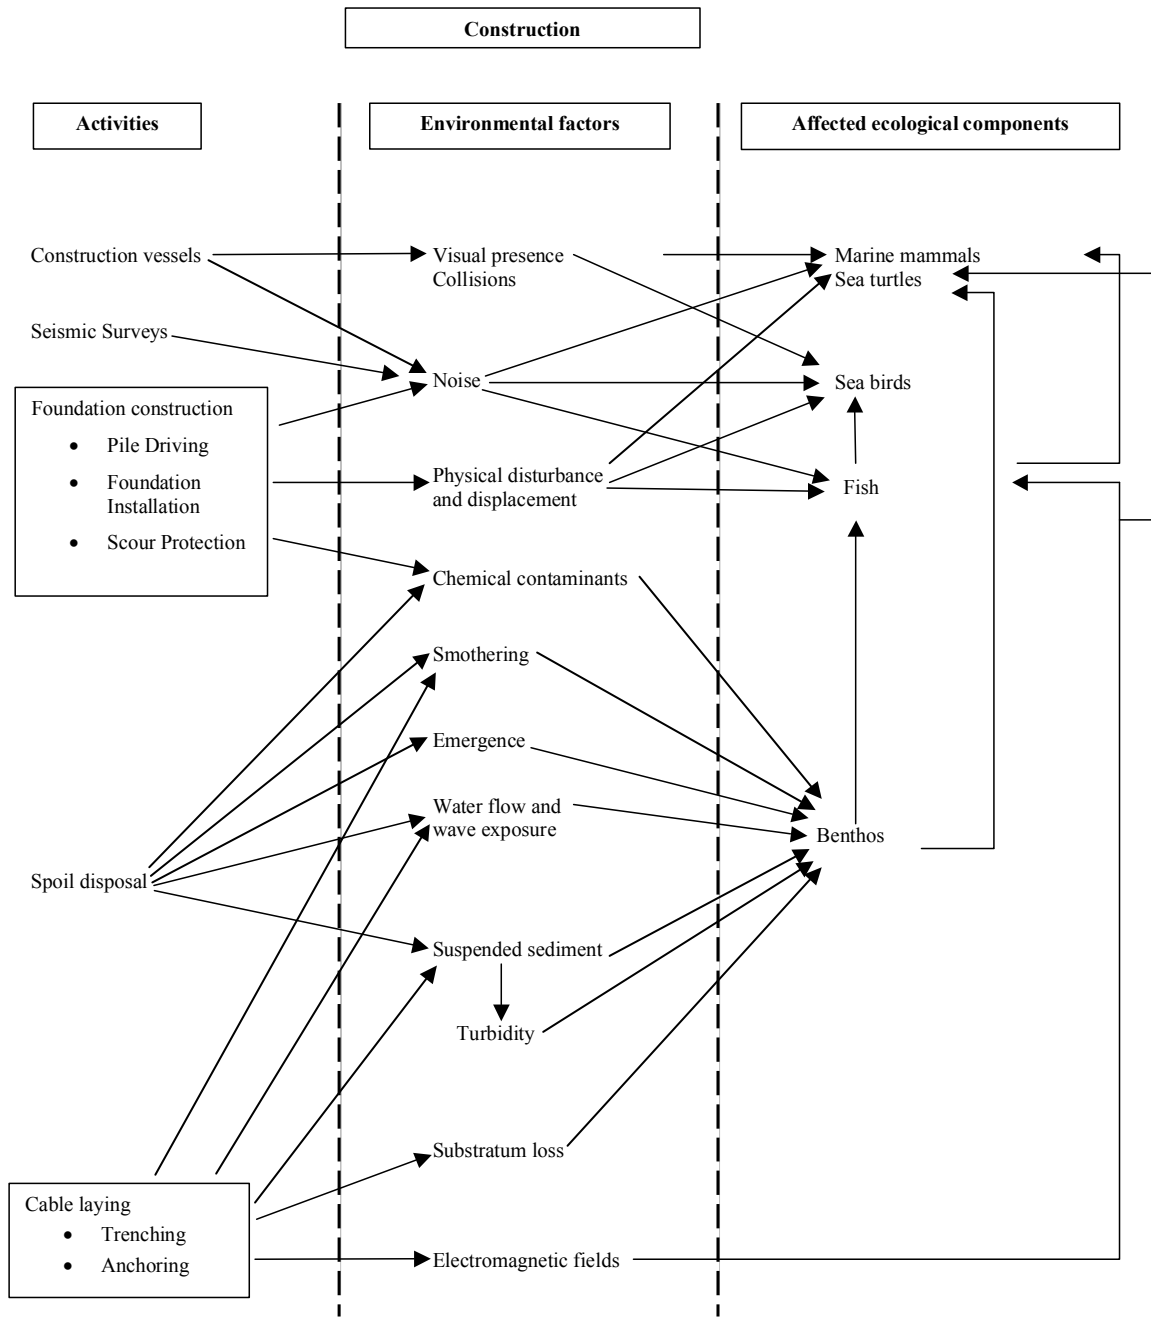 Construction
Activities
Environmental factors
Affected ecological components
Construction vessels
Seismic Surveys
Foundation construction
• Pile Driving
• Foundation
Installation
• Scour Protection
Spoil disposal
Cable laying
• Trenching
• Anchoring
Visual presence
Collisions
Noise
Physical disturbance
and displacement
Chemical contaminants
Smothering
Emergence
Water flow and
wave exposure
Suspended sediment
Turbidity
Substratum loss
Electromagnetic fields
Marine mammals
Sea turtles
Sea birds
Fish
Benthos